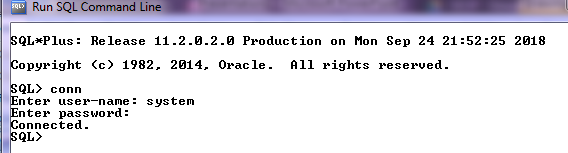 SQL> Run SQL Command Line
SQL*Plus: Release 11.2.0.2.0 Production on Mon Sep 24 21:52:25 2018
Copyright (c) 1982, 2014, Oracle.  All rights reserved.
SQL> conn
Enter user-name: system
Enter password:
Connected.
SQL>